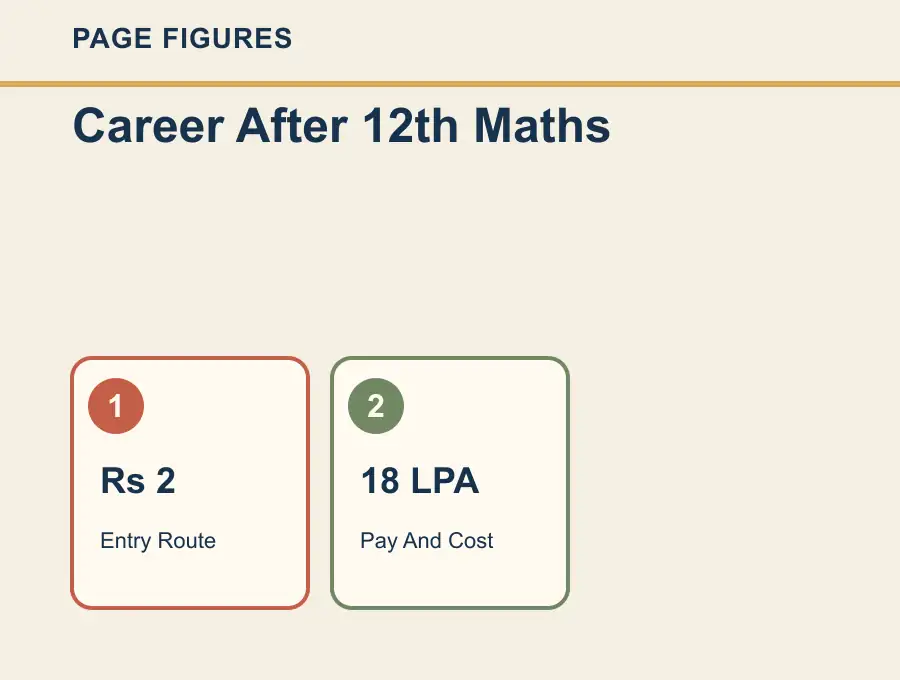 PAGE FIGURES
Career After 12th Maths
1
Rs 2
Entry Route
2
18 LPA
Pay And Cost